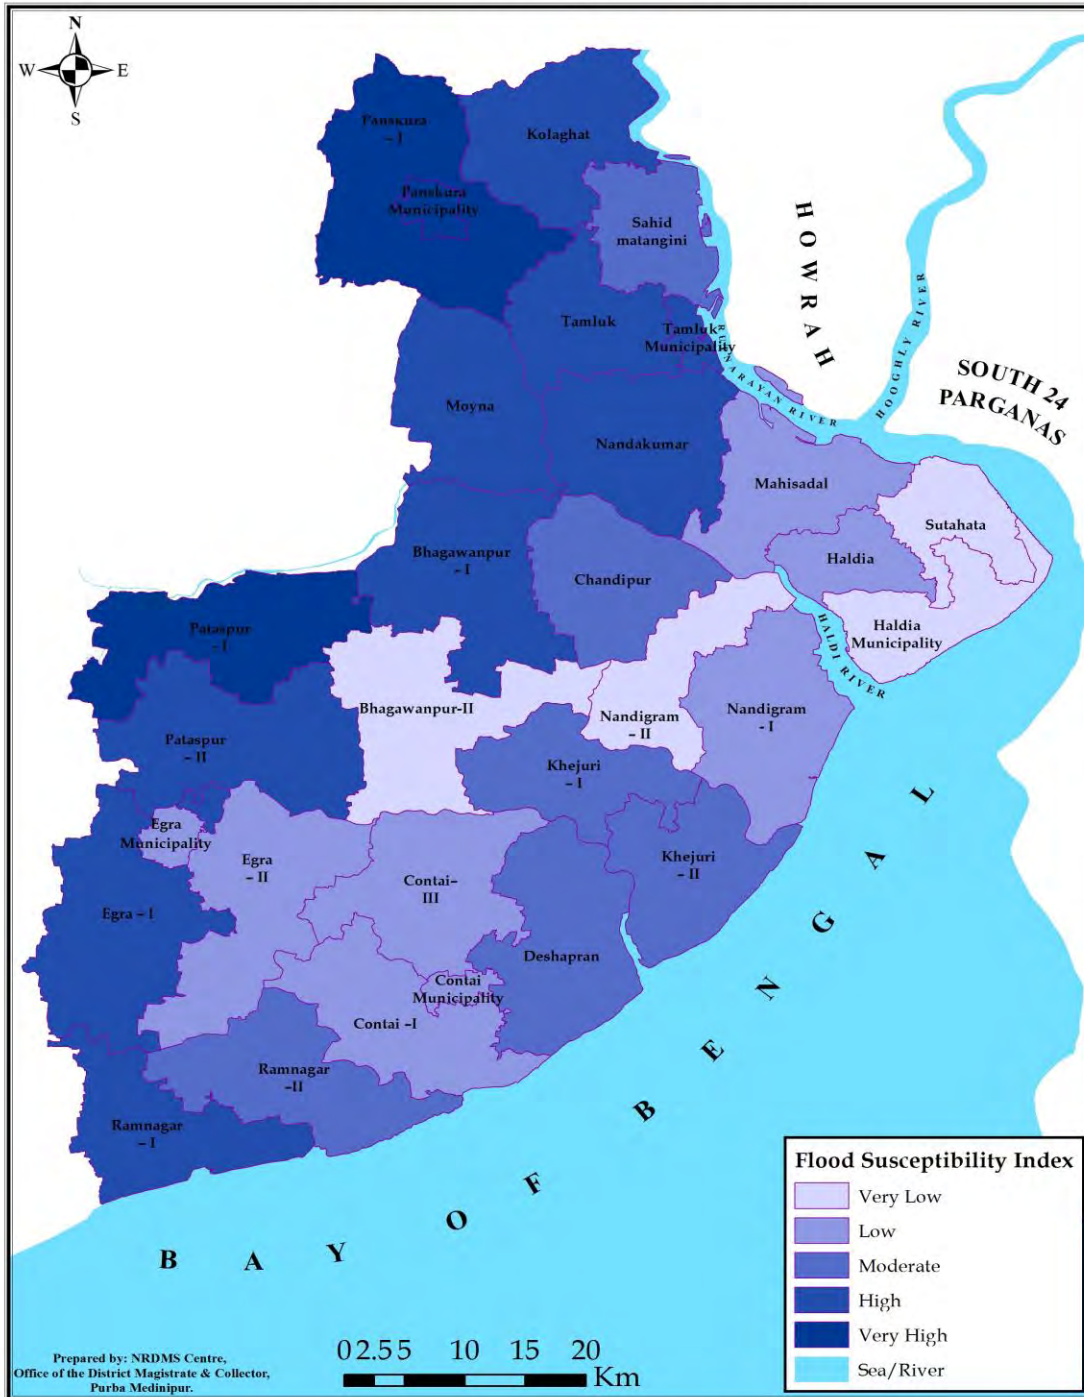 N
W E
S
Panskura
– I
Kolaghat
Panskura
Municipality
Sahid
matangini
HOWRAH
HOOGHLY RIVER
Tamluk
Tamluk
Municipality
RUPNARAYAN RIVER
SOUTH 24
PARGANAS
Moyna
Nandakumar
Mahisadal
Sutahata
Bhagawanpur
– I
Chandipur
Haldia
Haldia
Municipality
HALDI RIVER
Pataspur
– I
Bhagawanpur-II
Nandigram
– II
Nandigram
- I
Pataspur
– II
Khejuri
– I
Egra
Municipality
Egra
– II
Khejuri
– II
Contai–
III
Egra – I
Deshapran
Contai
Municipality
Contai –I
Ramnagar
–II
Ramnagar
– I
BAY OF BENGAL
Flood Susceptibility Index
Very Low
Low
Moderate
High
Very High
Sea/River
0 2.5 5 10 15 20
Km
Prepared by: NRDMS Centre,
Office of the District Magistrate & Collector,
Purba Medinipur.